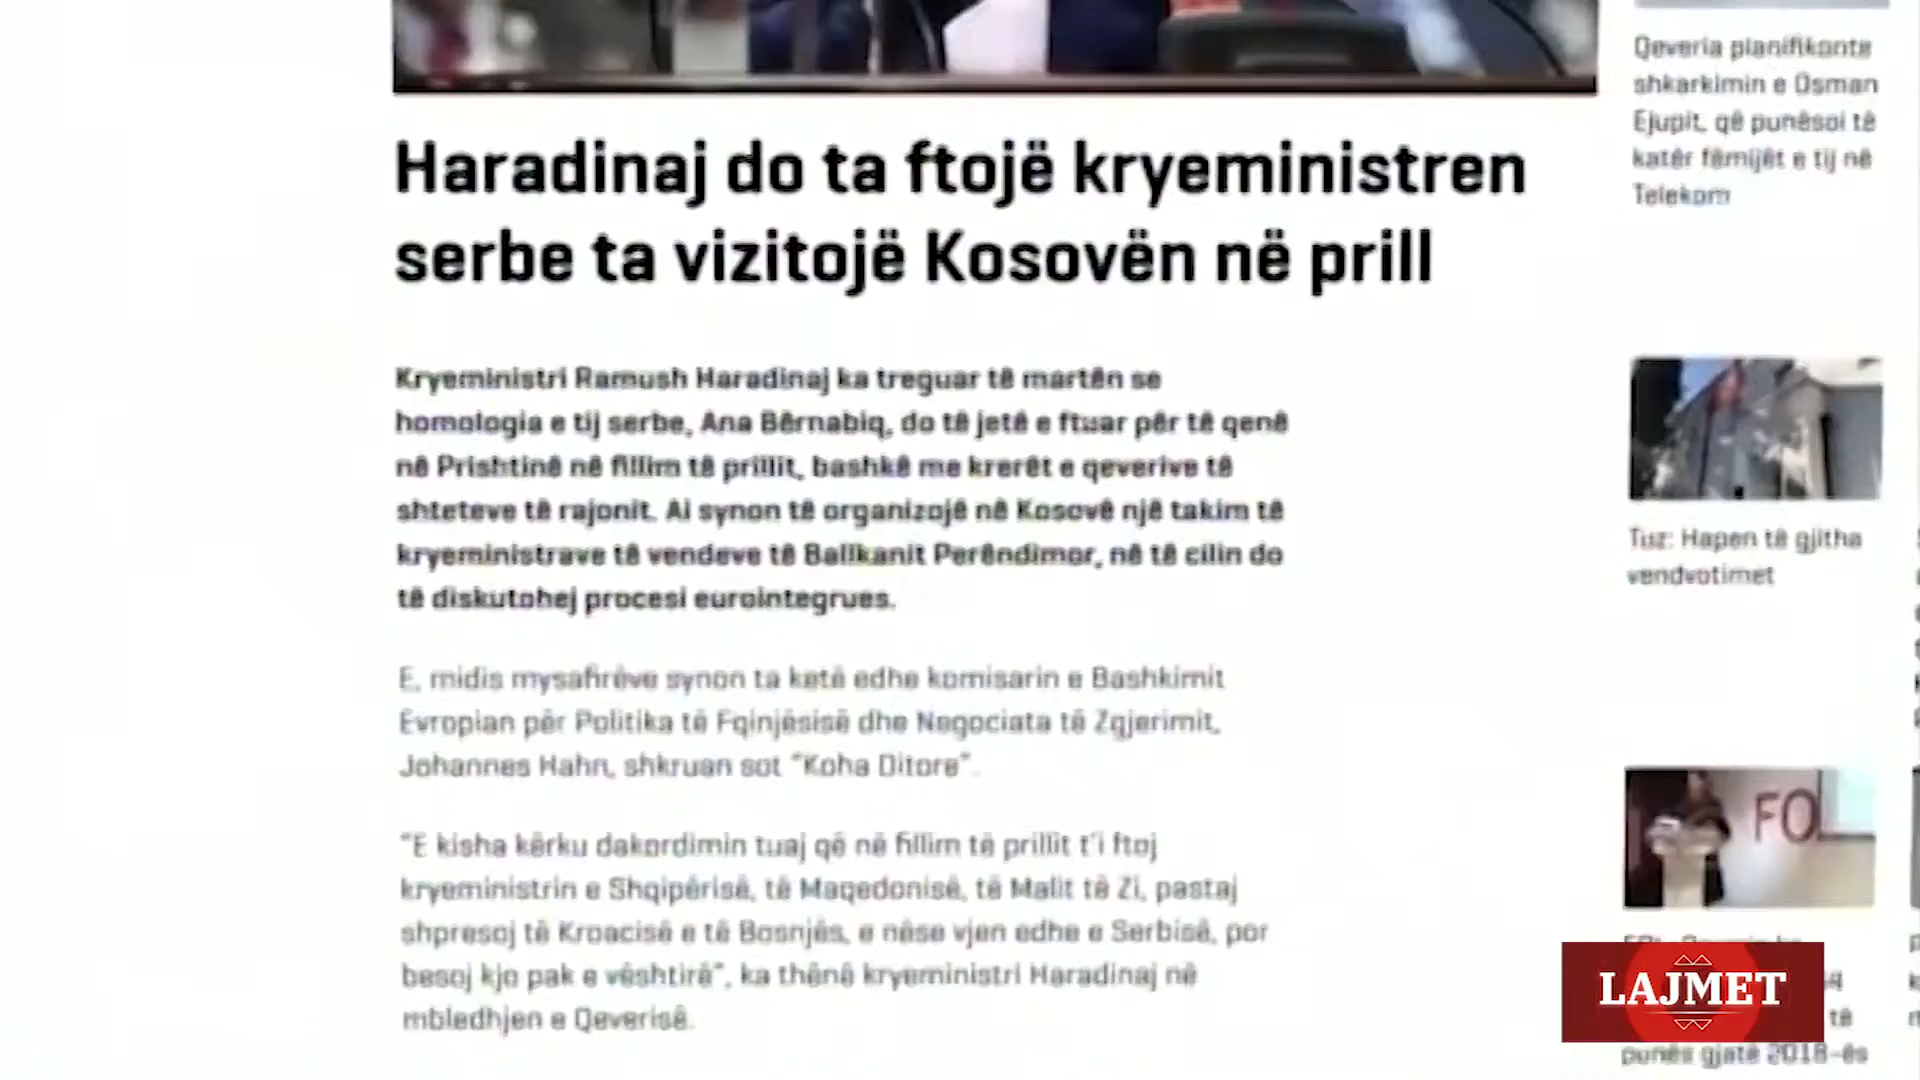 Haradinaj do ta ftojë kryeministren
serbe ta vizitojë Kosovën në prill
Kryeministri Ramush Haradinaj ka treguar të martën se
homologia e tij serbe, Ana Bërnabiq, do të jetë e ftuar për të qenë
në Prishtinë në fillim të prillit, bashkë me krerët e qeverive të
shteteve të rajonit. Ai synon të organizojë në Kosovë një takim të
kryeministrave të vendeve të Ballkanit Perëndimor, në të cilin do
të diskutohej procesi eurointegrues.
E, midis mysafirëve synon ta ketë edhe komisarin e Bashkimit
Evropian për Politika të Fqinjësisë dhe Negociata të Zgjerimit,
Johannes Hahn, shkruan sot "Koha Ditore".
"E kisha kërku dakordimin tuaj që në fillim të prillit t'i ftoj
kryeministrin e Shqipërisë, të Maqedonisë, të Malit të Zi, pastaj
shpresoj të Kroacisë e të Bosnjës, e nëse vjen edhe e Serbisë, por
besoj kjo pak e vështirë", ka thënë kryeministri Haradinaj në
mbledhjen e Qeverisë.
Qeveria planifikonte
shkarkimin e Osman
Ejupit, që punësoi të
katër fëmijët e tij në
Telekom
Tuz: Hapen të gjitha
vendvotimet
FOL
LAJMET
të
punës gjatë 2018-ës